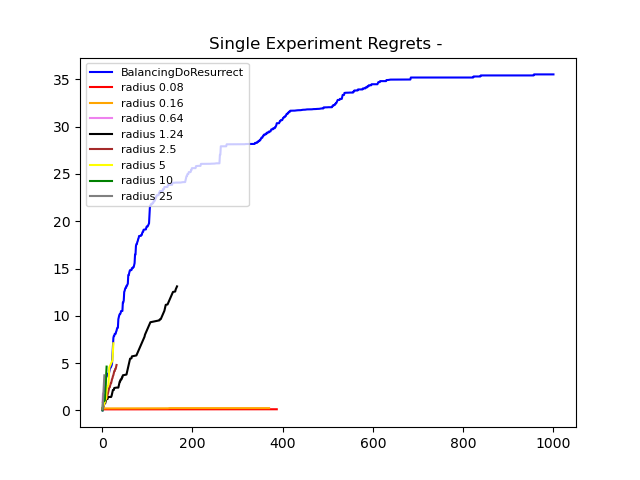 Single Experiment Regrets -
BalancingDoResurrect
radius 0.08
radius 0.16
radius 0.64
radius 1.24
radius 2.5
radius 5
radius 10
radius 25
35
30
25
20
15
10
5
0
0 200 400 600 800 1000